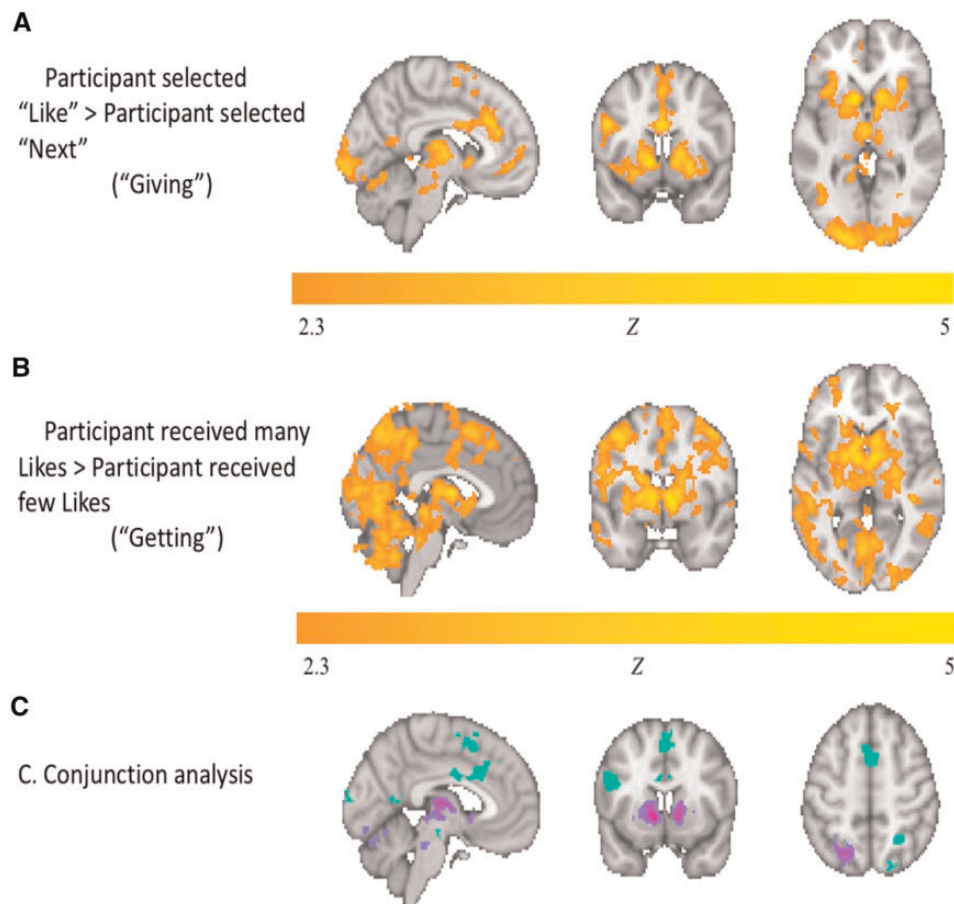 A
Participant selected
“Like” > Participant selected
“Next”
(“Giving”)
2.3 Z 5
B
Participant received many
Likes > Participant received
few Likes
(“Getting”)
2.3 Z 5
C
C. Conjunction analysis